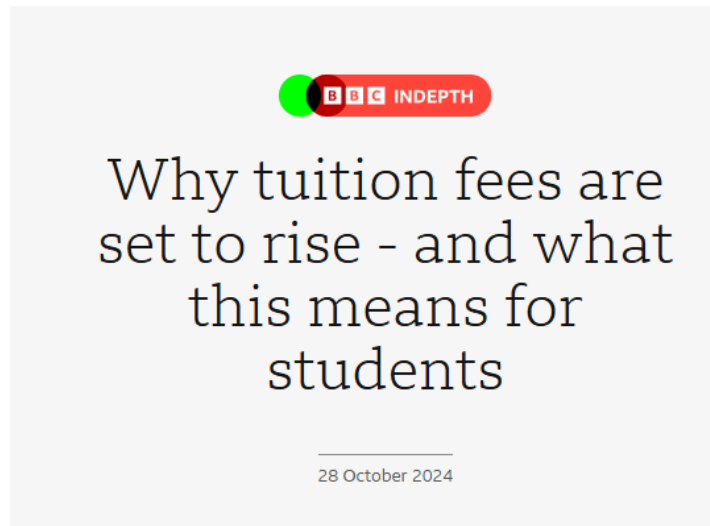 BBC INDEPTH
Why tuition fees are
set to rise - and what
this means for
students
28 October 2024